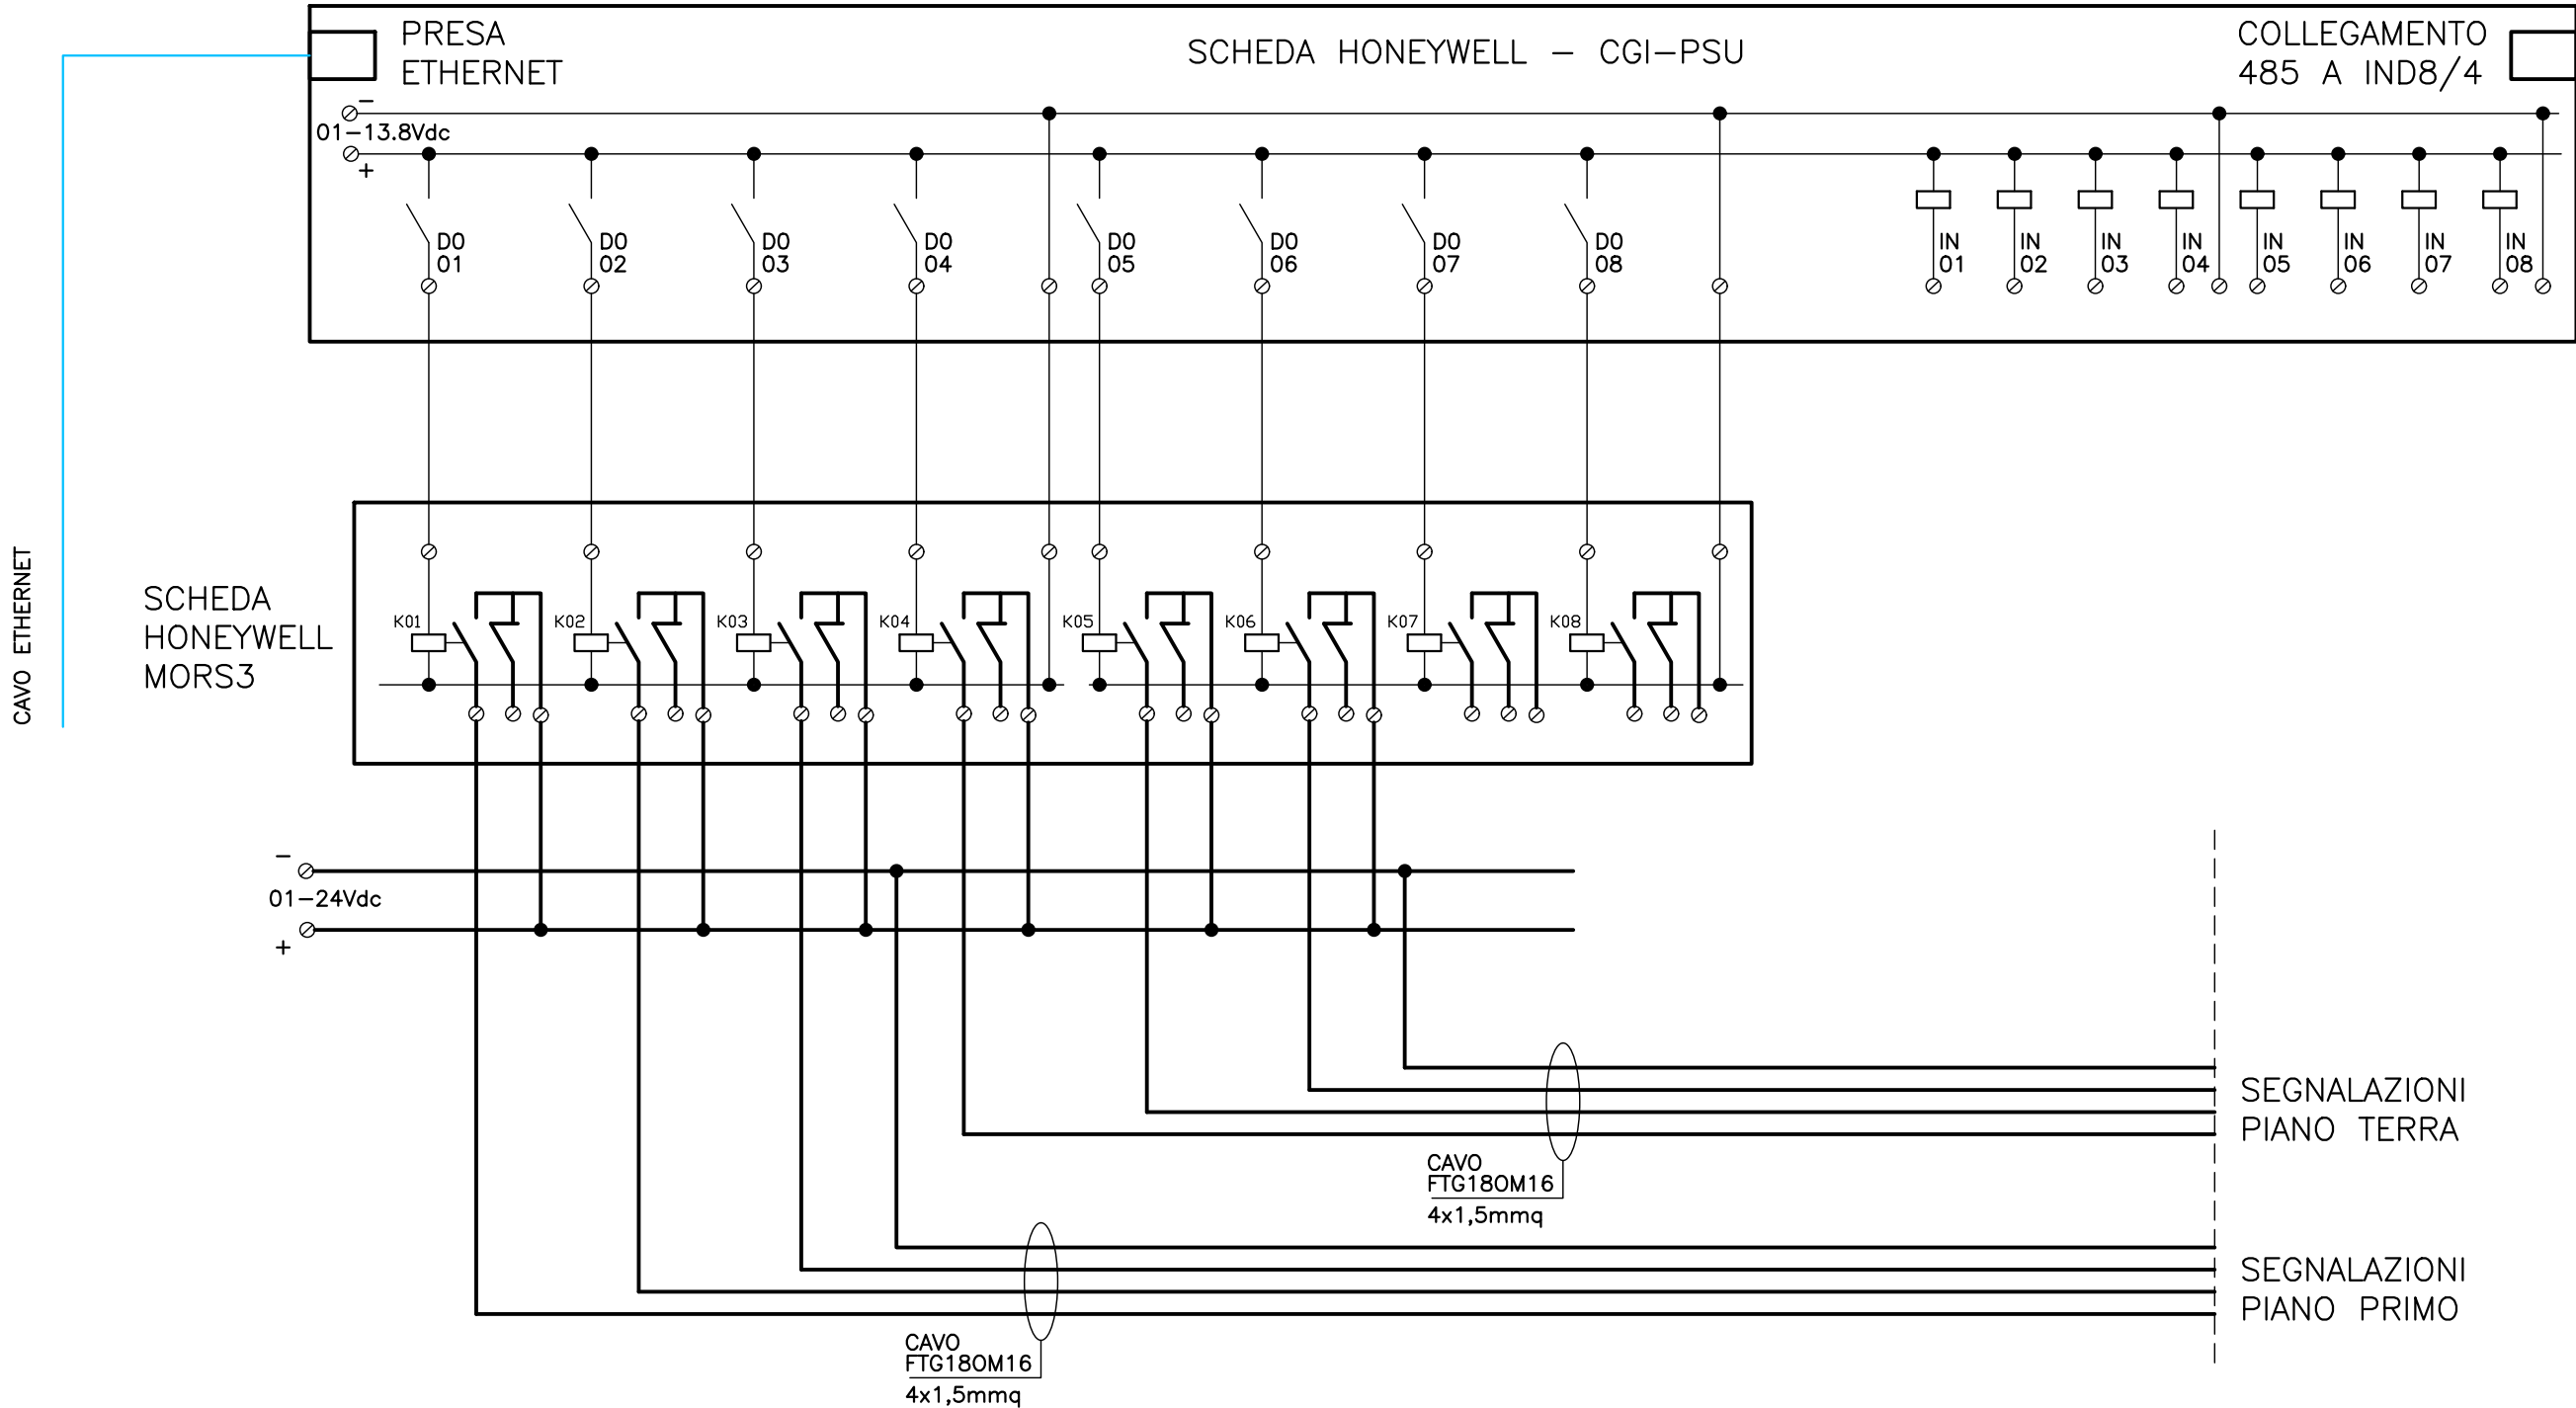 PRESA
ETHERNET
SCHEDA HONEYWELL - CGI-PSU
COLLEGAMENTO
485 A IND8/4
-
01-13.8Vdc
+
DO
01
DO
02
DO
03
DO
04
DO
05
DO
06
DO
07
DO
08
IN
01
IN
02
IN
03
IN
04
IN
05
IN
06
IN
07
IN
08
CAVO ETHERNET
SCHEDA
HONEYWELL
MORS3
K01
K02
K03
K04
K05
K06
K07
K08
-
01-24Vdc
+
SEGNALAZIONI
PIANO TERRA
CAVO
FTG18OM16
4x1,5mmq
SEGNALAZIONI
PIANO PRIMO
CAVO
FTG18OM16
4x1,5mmq